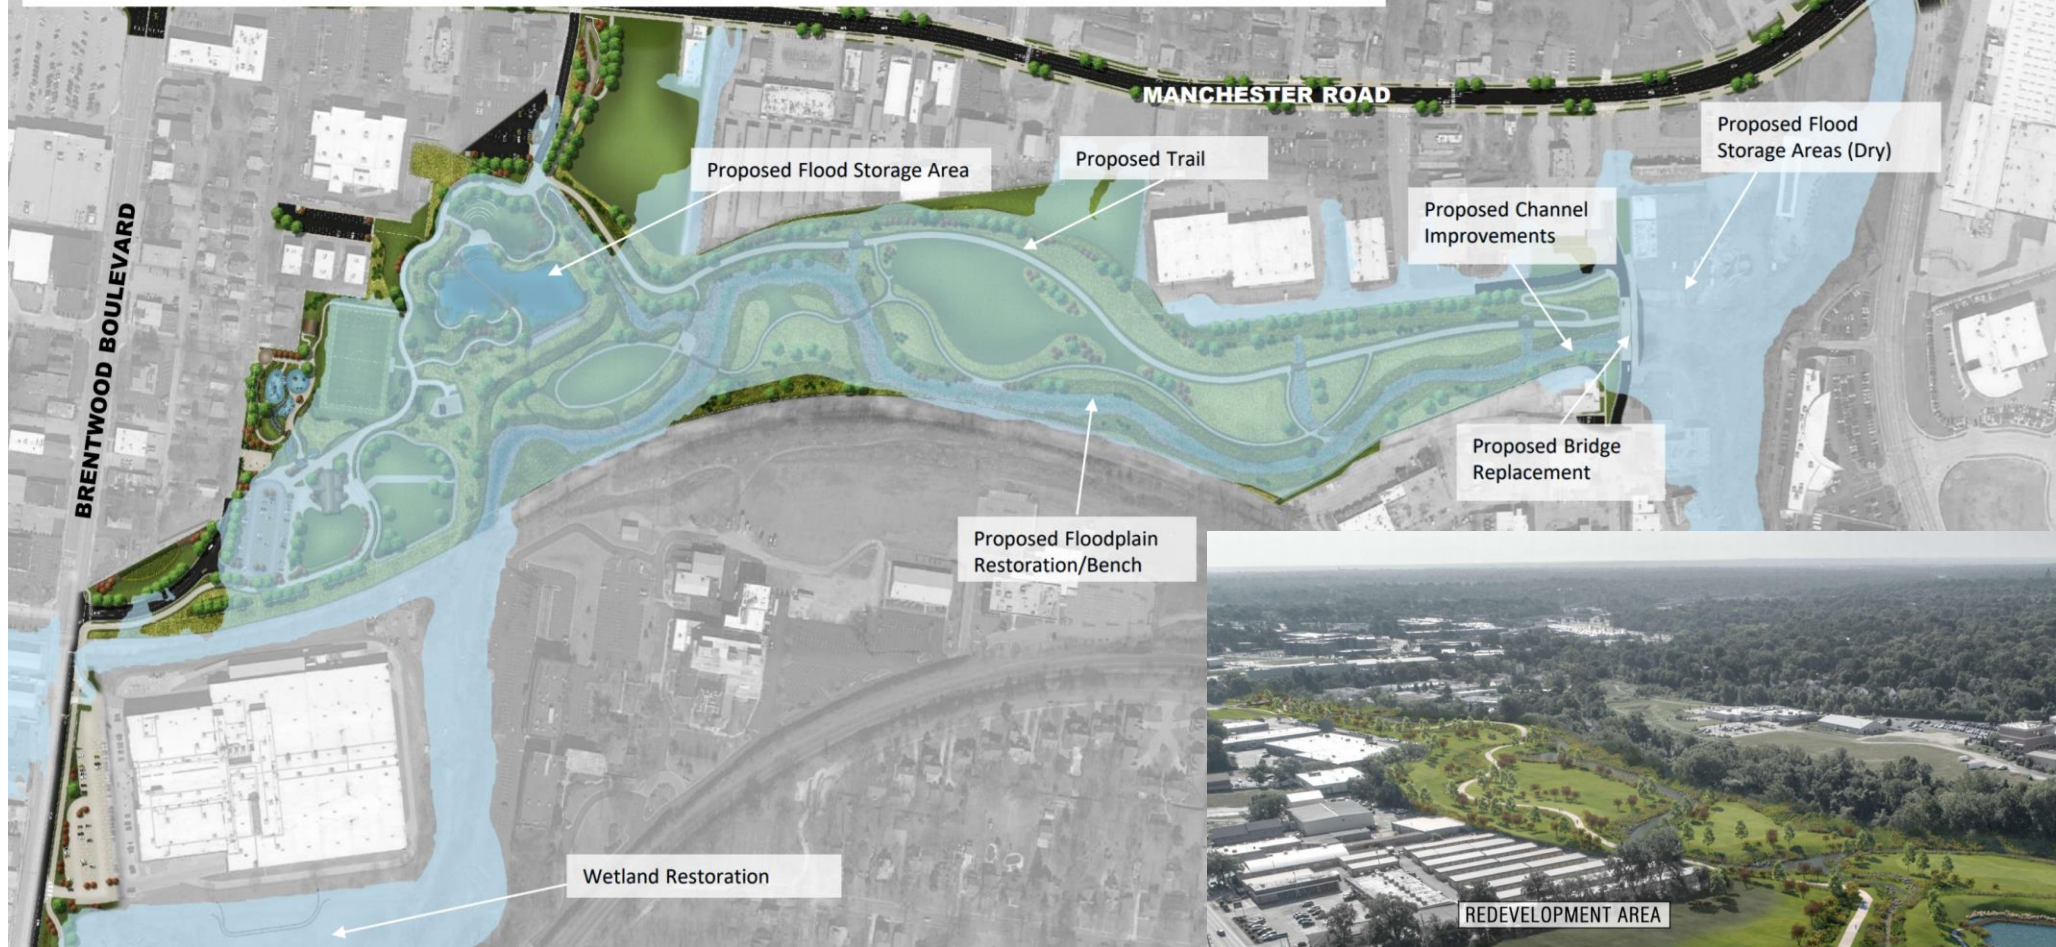 MANCHESTER ROAD
Proposed Flood
Storage Areas (Dry)
Proposed Flood Storage Area
Proposed Trail
Proposed Channel
Improvements
BRENTWOOD BOULEVARD
Proposed Bridge
Replacement
Proposed Floodplain
Restoration/Bench
Wetland Restoration
REDEVELOPMENT AREA